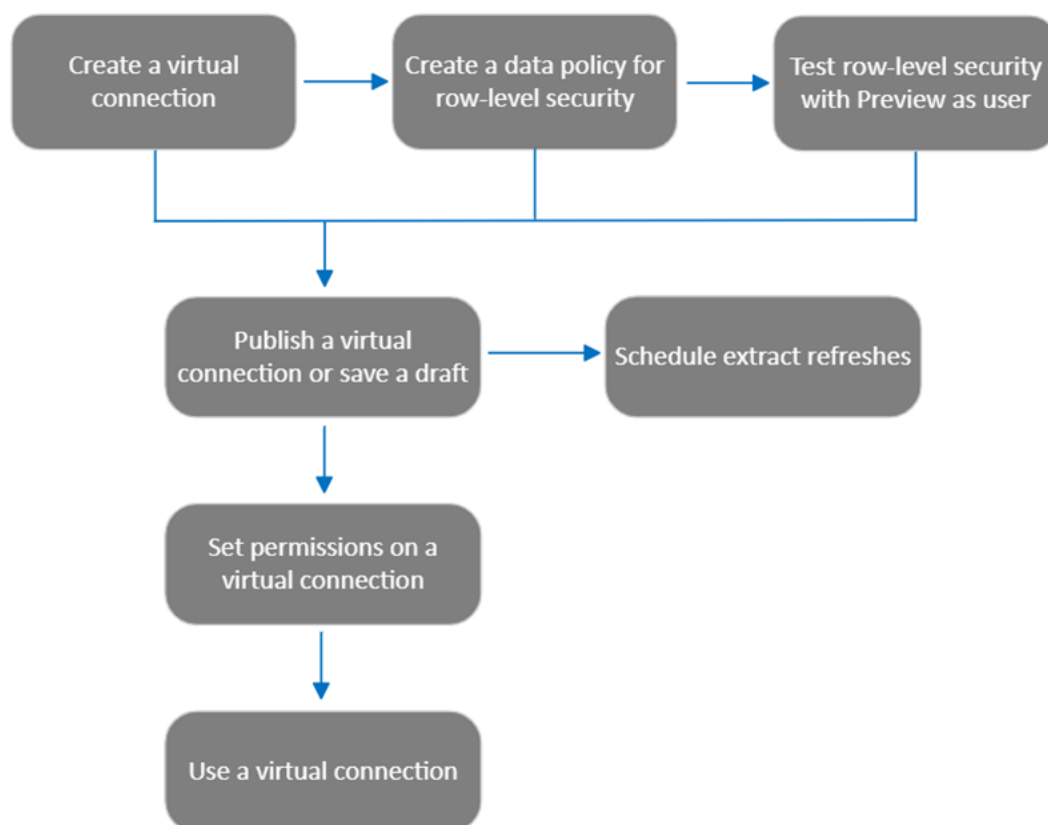 Create a virtual
connection
Create a data policy for
row-level security
Test row-level security
with Preview as user
Publish a virtual
connection or save a draft
Schedule extract refreshes
Set permissions on a
virtual connection
Use a virtual connection